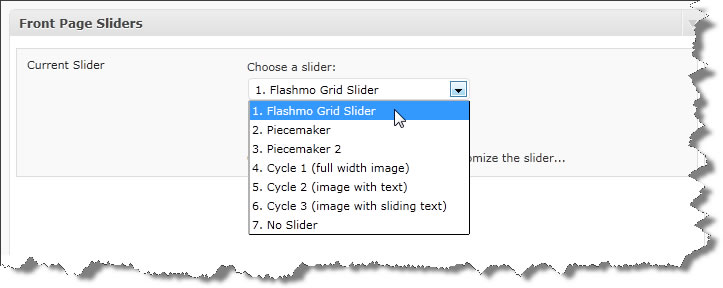 Front Page Sliders
Current Slider
Choose a slider:
1. Flashmo Grid Slider
1. Flashmo Grid Slider
2. Piecemaker
3. Piecemaker 2
4. Cycle 1 (full width image)
5. Cycle 2 (image with text)
6. Cycle 3 (image with sliding text)
7. No Slider
the slider...